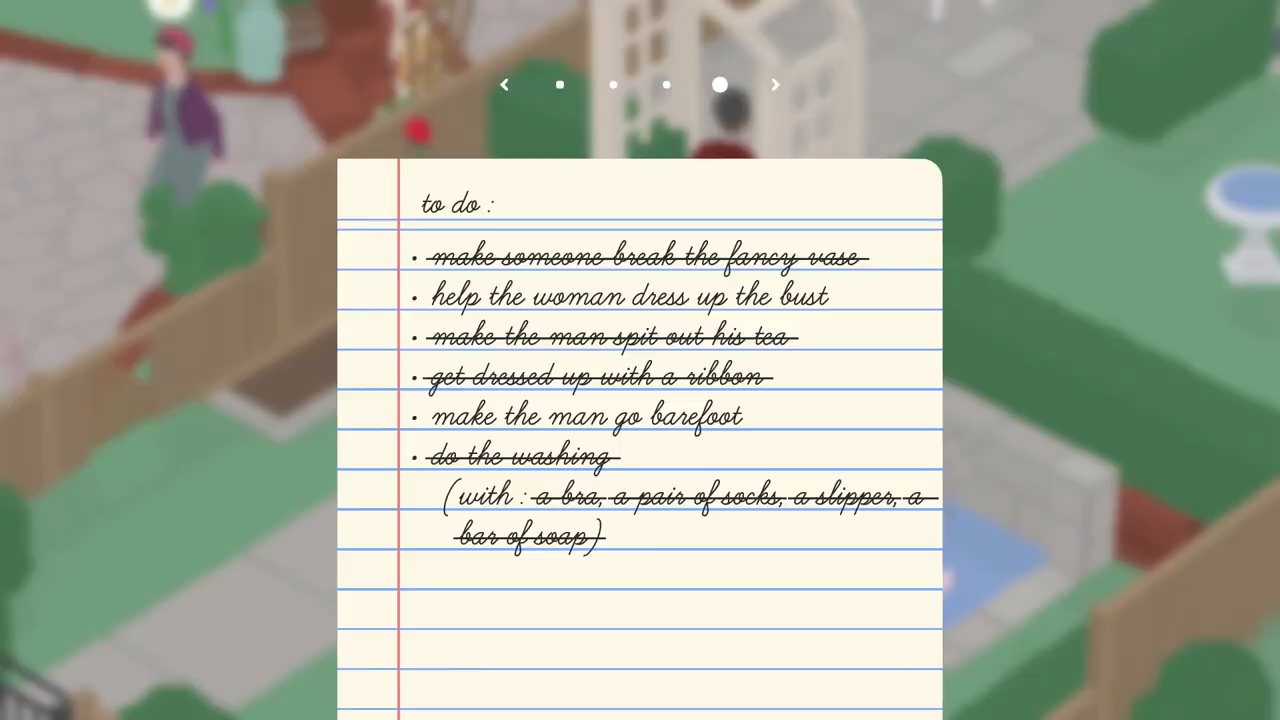 to do :
• make someone break the fancy vase
• help the woman dress up the bust
• make the man spit out his tea
• get dressed up with a ribbon
• make the man go barefoot
• do the washing
(with : a bra, a pair of socks, a slipper, a
bar of soap)